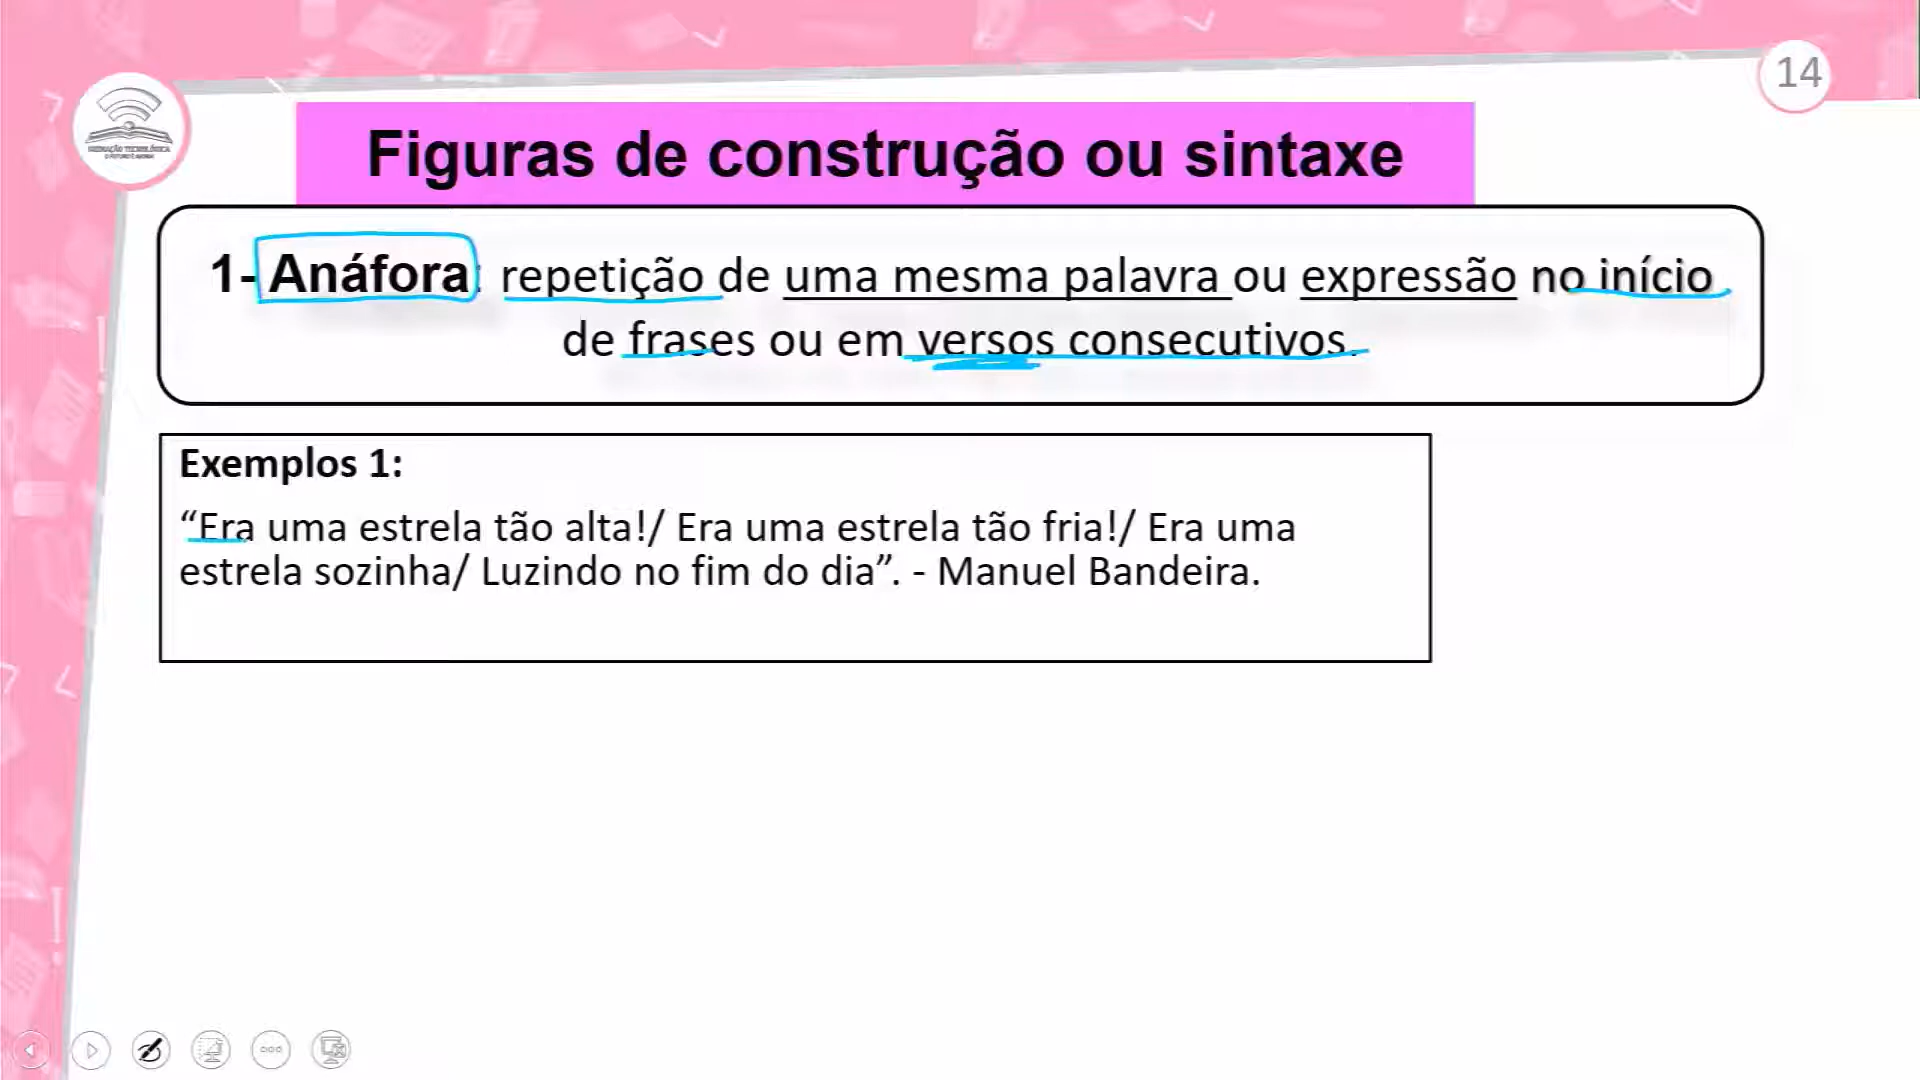 14
Figuras de construção ou sintaxe
1- Anáfora: repetição de uma mesma palavra ou expressão no início
de frases ou em versos consecutivos.
Exemplos 1:
“Era uma estrela tão alta!/ Era uma estrela tão fria!/ Era uma
estrela sozinha/ Luzindo no fim do dia”. - Manuel Bandeira.